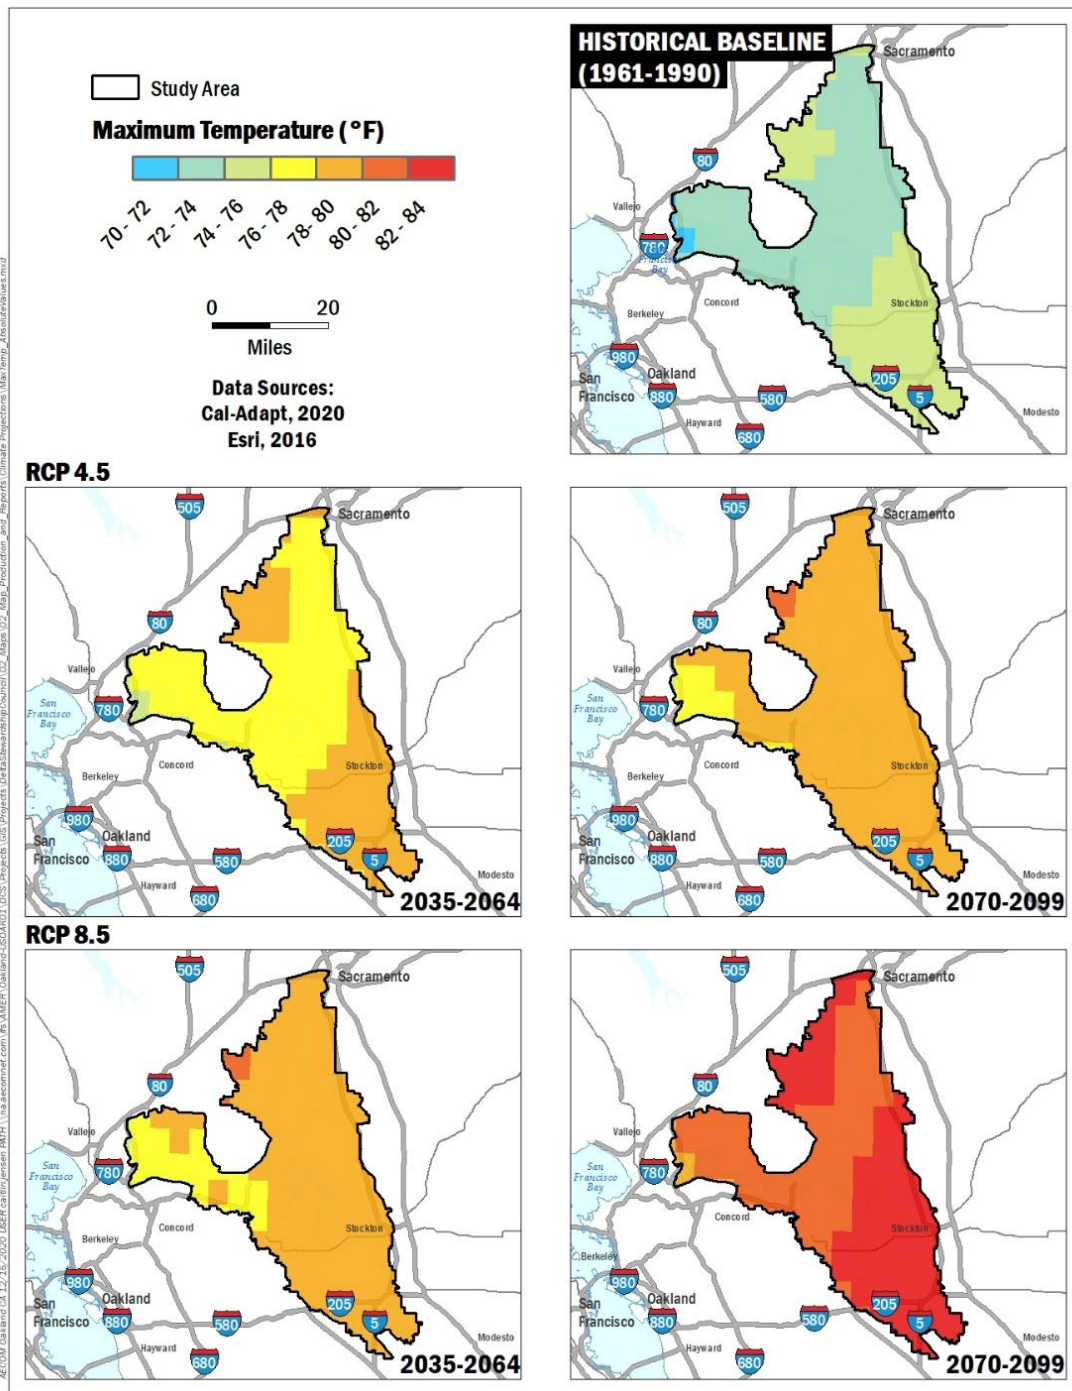 HISTORICAL BASELINE
(1961-1990)
Sacramento
80
Vallejo
780
Francisco
Bay
Concord
Stockton
Berkeley
980
San
Francisco
Oakland
880
580
205
5
Hayward
680
Modesto
Study Area
Maximum Temperature (°F)
70 - 72
72 - 74
74 - 76
76 - 78
78- 80
80 - 82
82 - 84
0 20
Miles
Data Sources:
Cal-Adapt, 2020
Esri, 2016
RCP 4.5
505
Sacramento
80
Vallejo
San
Francisco
Bay
780
Concord
Stockton
Berkeley
980
San
Francisco
Oakland
880
580
205
5
Hayward
680
Modesto
2035-2064
505
Sacramento
80
Vallejo
San
Francisco
Bay
780
Concord
Stockton
Berkeley
980
San
Francisco
Oakland
880
580
205
5
Hayward
680
Modesto
2070-2099
RCP 8.5
505
Sacramento
80
Vallejo
San
Francisco
Bay
780
Concord
Stockton
Berkeley
980
San
Francisco
Oakland
880
580
205
5
Hayward
680
Modesto
2035-2064
505
Sacramento
80
Vallejo
San
Francisco
Bay
780
Concord
Stockton
Berkeley
980
San
Francisco
Oakland
880
580
205
5
Hayward
680
Modesto
2070-2099